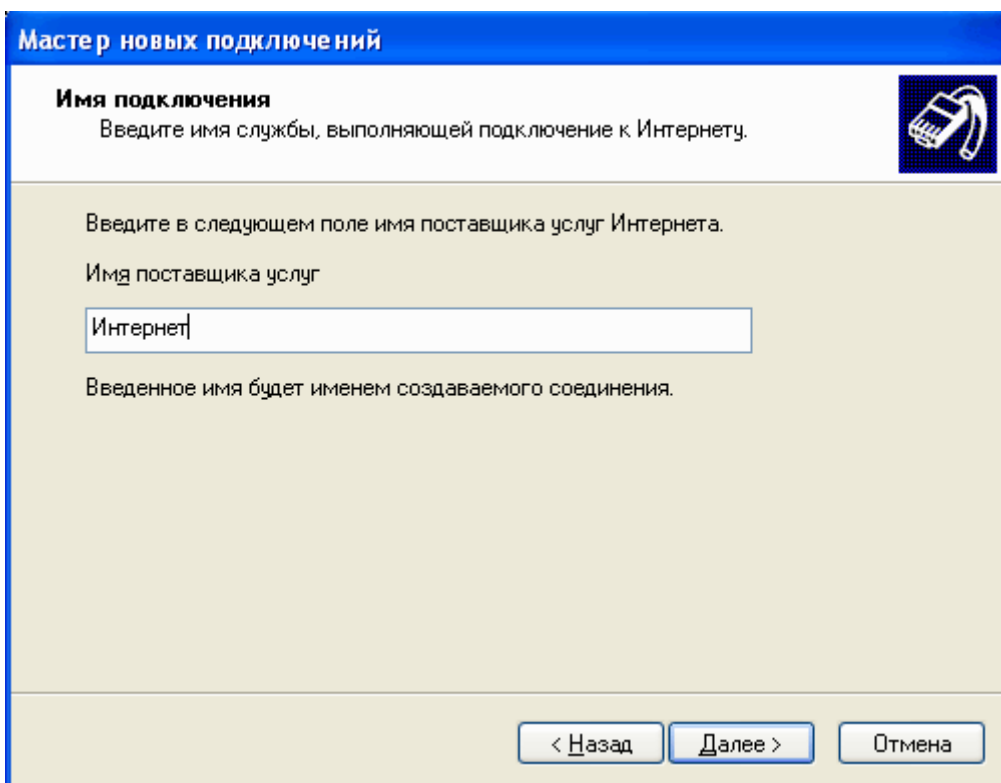 Мастер новых подключений
Имя подключения
Введите имя службы, выполняющей подключение к Интернету.
Введите в следующем поле имя поставщика услуг Интернета.
Имя поставщика услуг
Интернет
Введенное имя будет именем создаваемого соединения.
< Назад Далее > Отмена